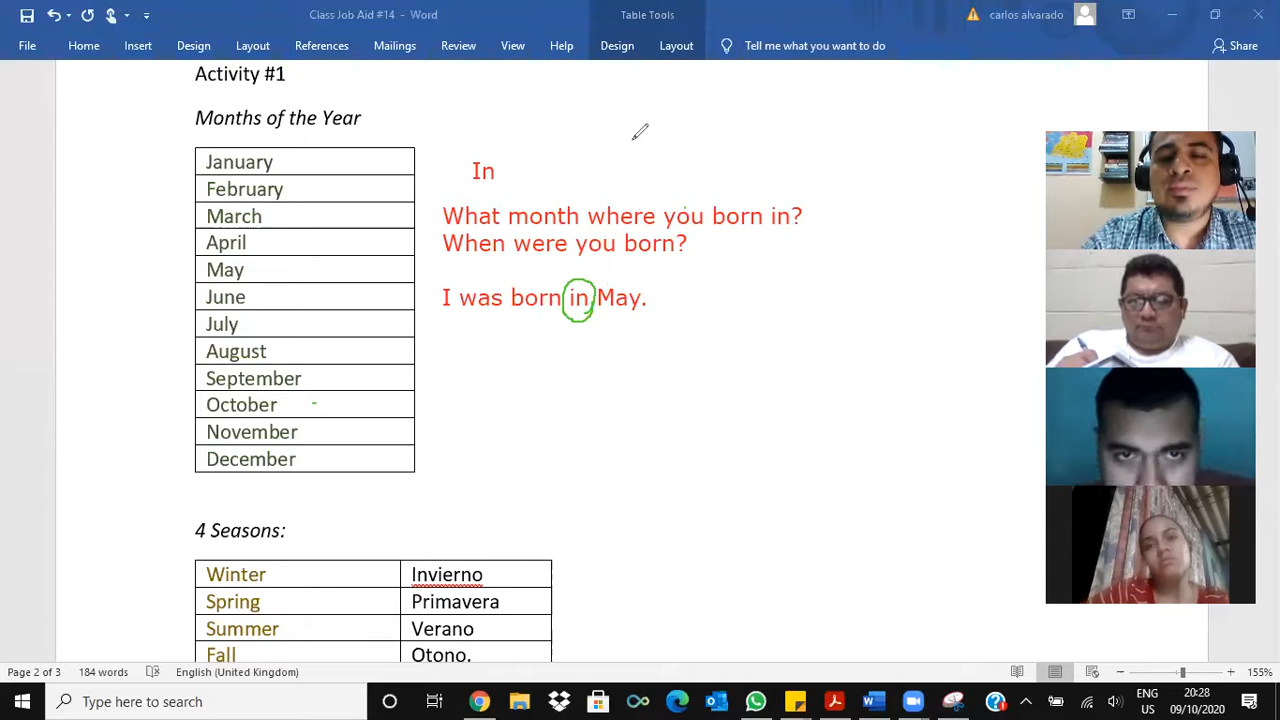 Class Job Aid #14 - Word
Table Tools
carlos alvarado
File Home Insert Design Layout References Mailings Review View Help Design Layout Tell me what you want to do Share
Activity #1
Months of the Year
January
February
March
April
May
June
July
August
September
October
November
December
In
What month where you born in?
When were you born?
I was born in May.
4 Seasons:
Winter Invierno
Spring Primavera
Summer Verano
Fall Otono.
Page 2 of 3 184 words English (United Kingdom) 155%
Type here to search
ENG 20:28
US 09/10/2020